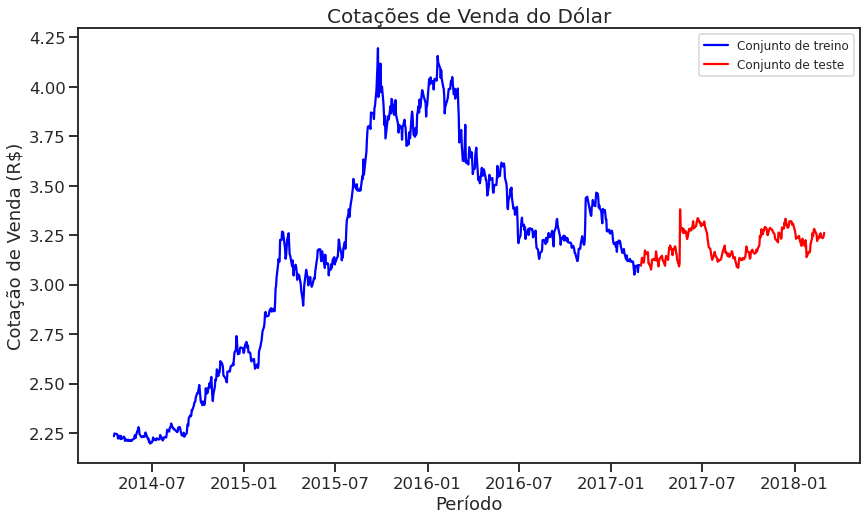 Cotações de Venda do Dólar
Conjunto de treino
Conjunto de teste
Cotação de Venda (R$)
4.25
4.00
3.75
3.50
3.25
3.00
2.75
2.50
2.25
2014-07 2015-01 2015-07 2016-01 2016-07 2017-01 2017-07 2018-01
Período